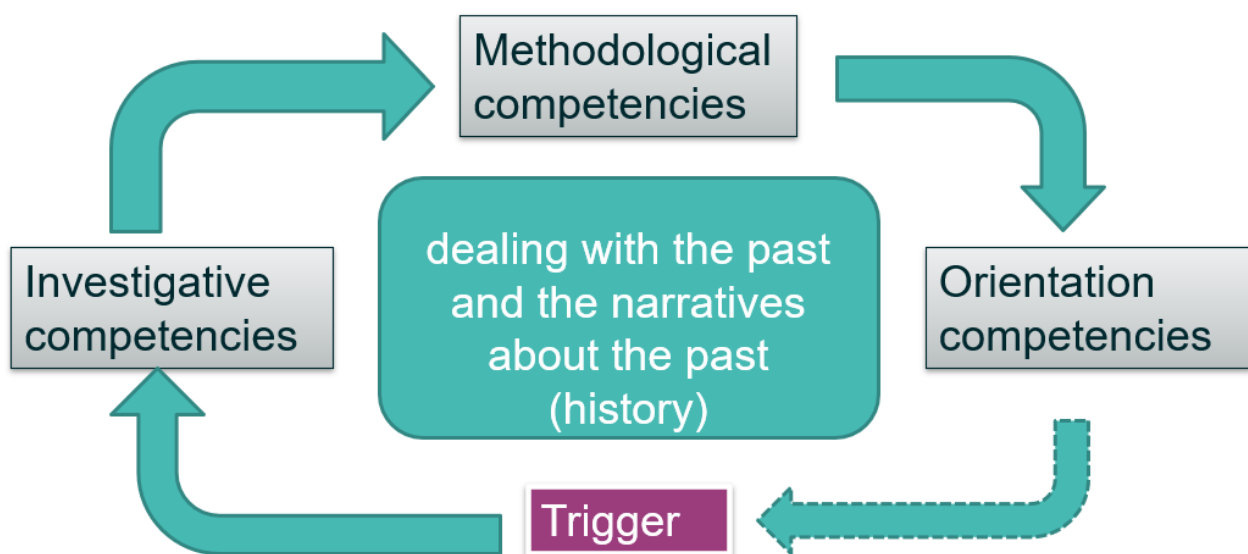 Methodological
competencies
Investigative
competencies
dealing with the past
and the narratives
about the past
(history)
Orientation
competencies
Trigger